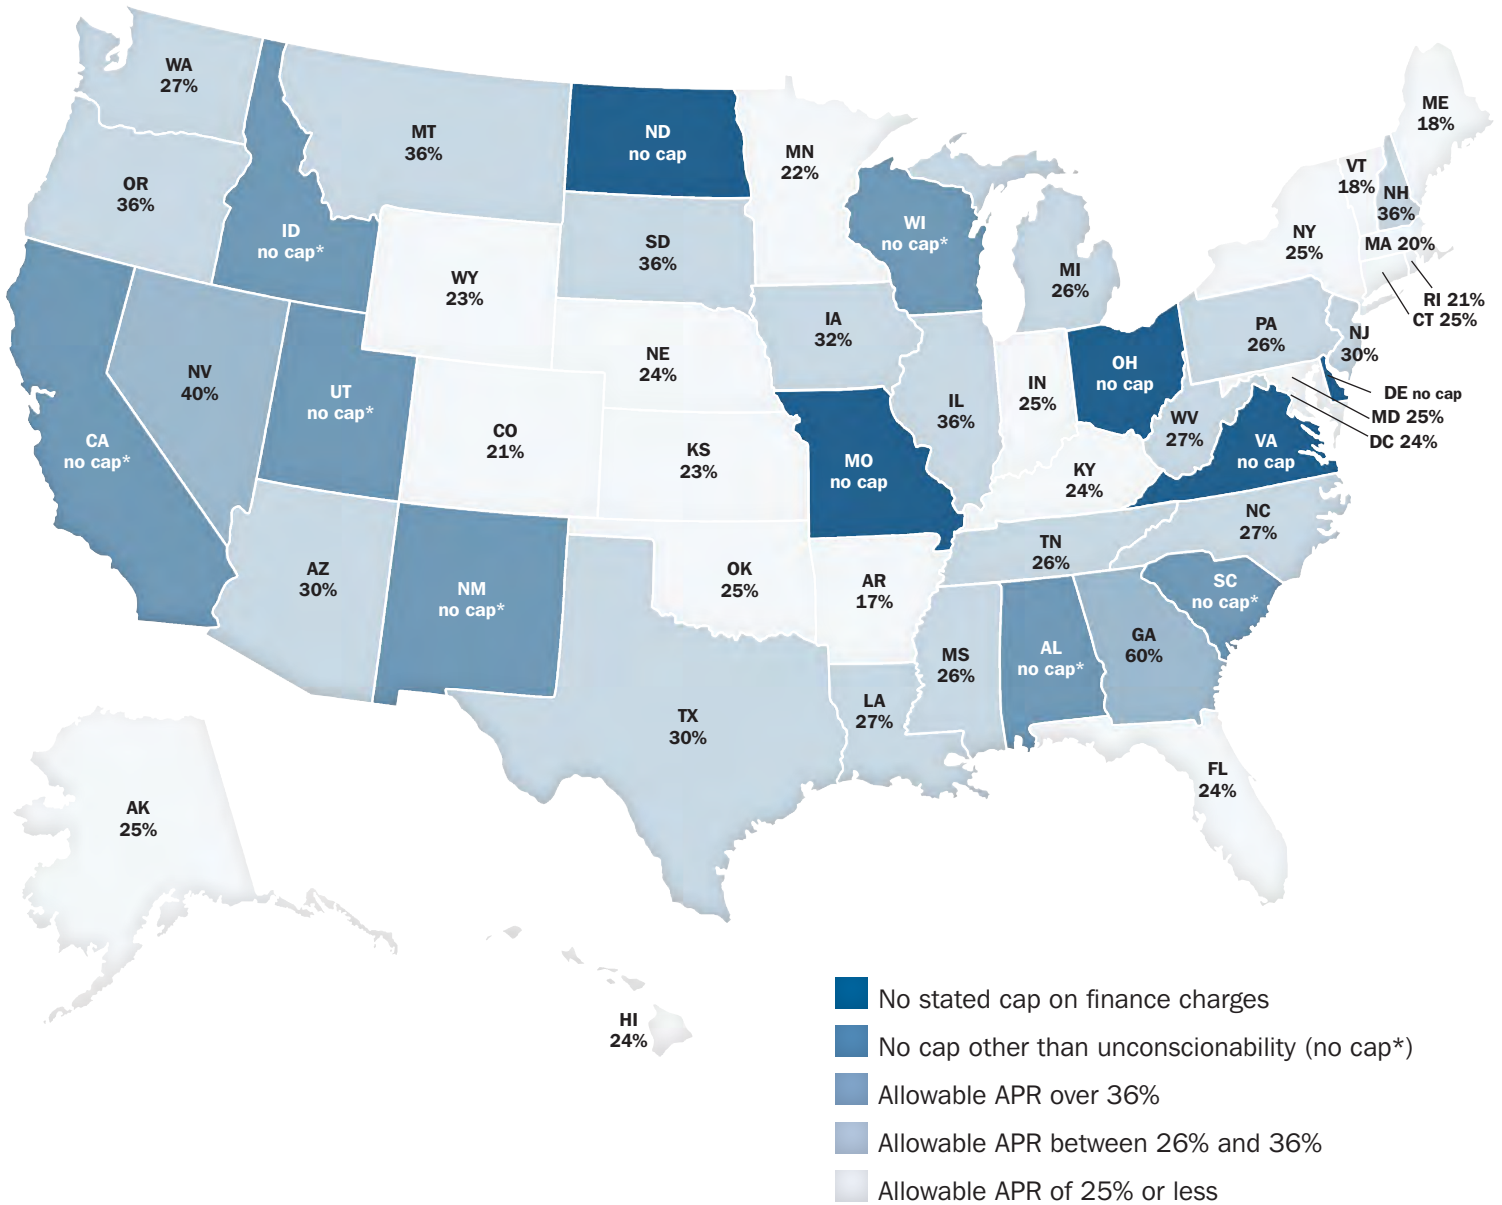 WA
27%
OR
36%
ID
no cap*
MT
36%
ND
no cap
MN
22%
WI
no cap*
MI
26%
ME
18%
VT
18%
NH
36%
NY
25%
MA 20%
RI 21%
CT 25%
WY
23%
SD
36%
IA
32%
NE
24%
NV
40%
UT
no cap*
CA
no cap*
CO
21%
KS
23%
MO
no cap
IL
36%
IN
25%
OH
no cap
PA
26%
NJ
30%
DE no cap
MD 25%
DC 24%
WV
27%
VA
no cap
KY
24%
NC
27%
TN
26%
SC
no cap*
AZ
30%
NM
no cap*
OK
25%
AR
17%
MS
26%
AL
no cap*
GA
60%
LA
27%
TX
30%
FL
24%
AK
25%
HI
24%
No stated cap on finance charges
No cap other than unconscionability (no cap*)
Allowable APR over 36%
Allowable APR between 26% and 36%
Allowable APR of 25% or less